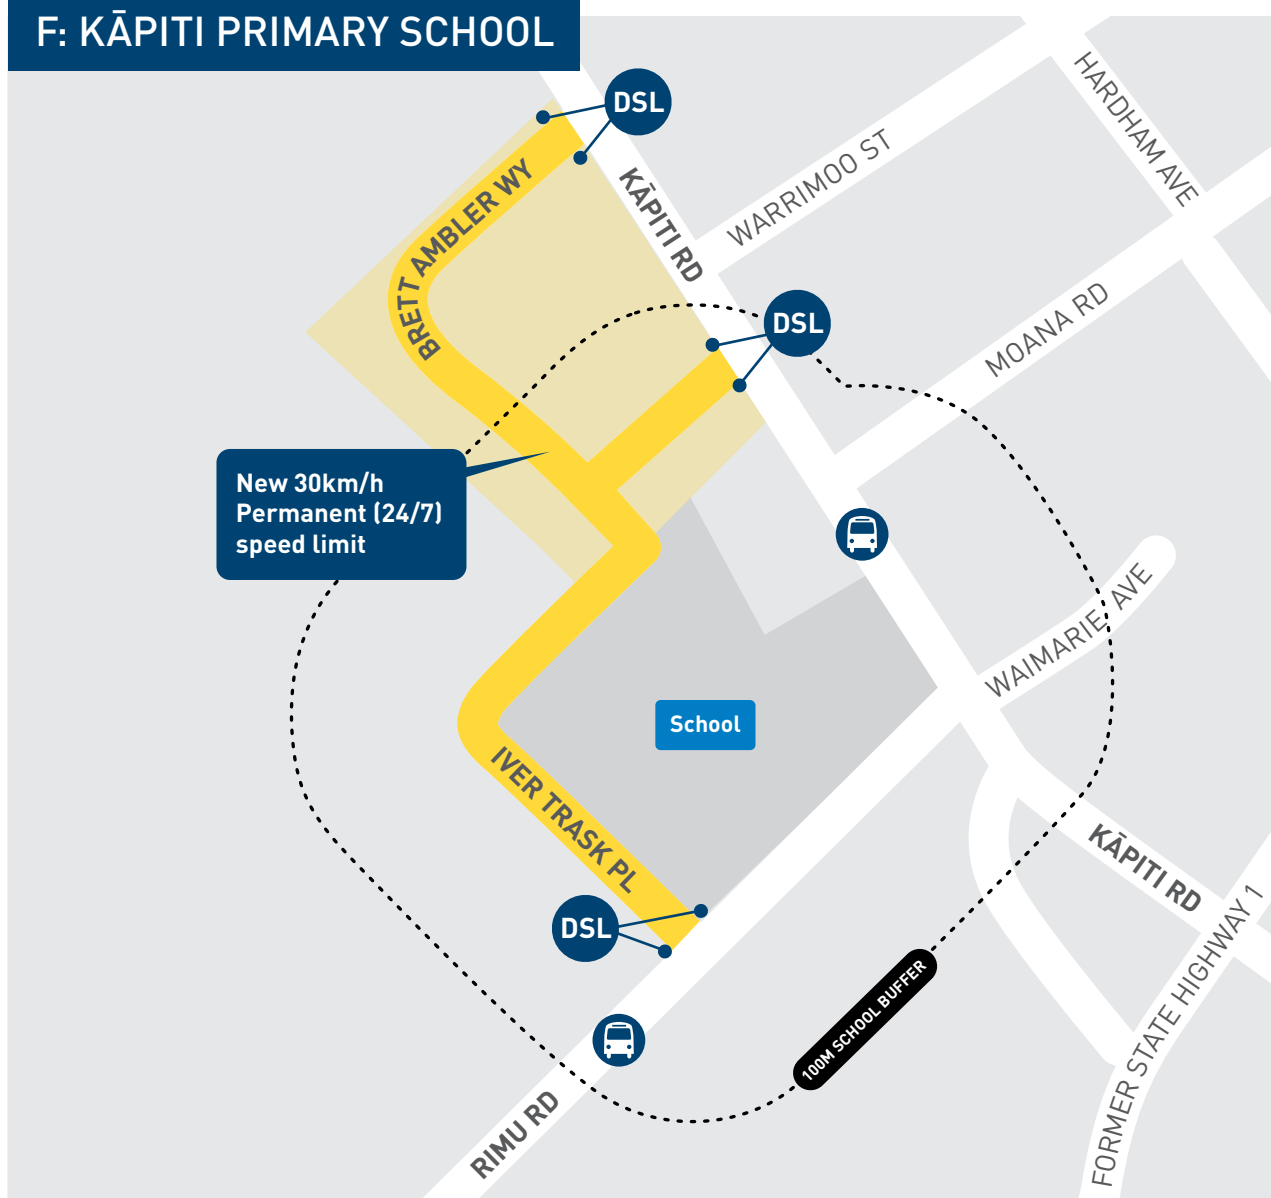 F: KĀPITI PRIMARY SCHOOL
DSL
HARDHAM AVE
WARRIMOO ST
BRETT AMBLER WY
KĀPITI RD
DSL
MOANA RD
New 30km/h
Permanent (24/7)
speed limit
WAIMARIE AVE
School
IVER TRASK PL
KĀPITI RD
DSL
FORMER STATE HIGHWAY 1
100M SCHOOL BUFFER
RIMU RD